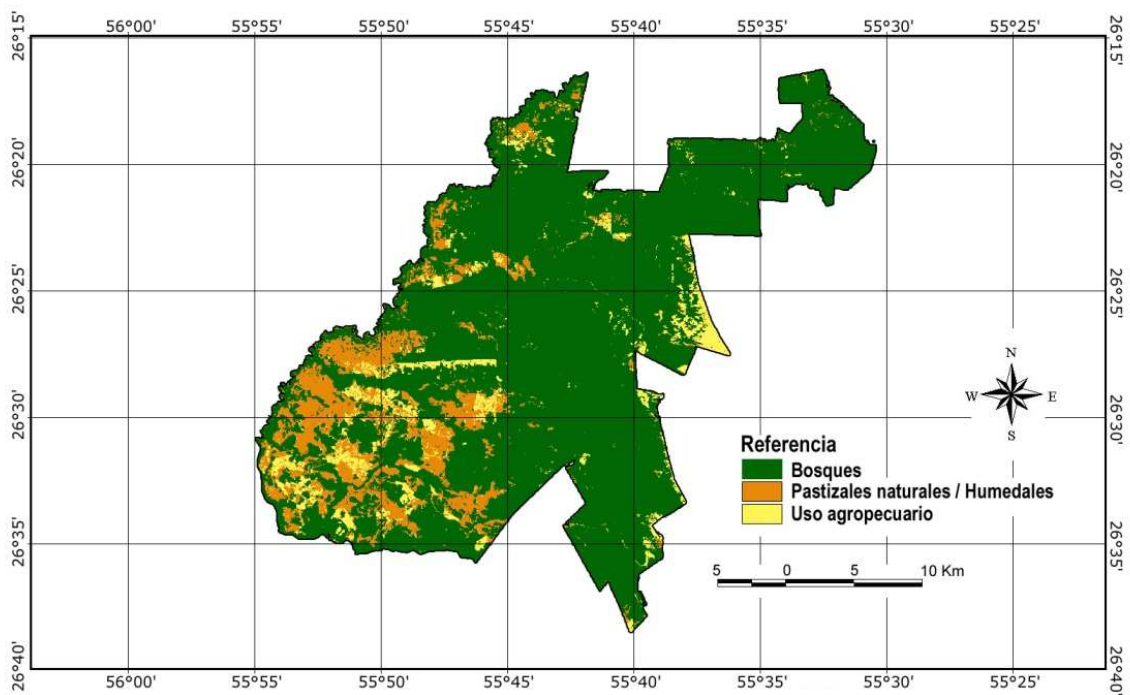 56°00' 55°55' 55°50' 55°45' 55°40' 55°35' 55°30' 55°25'
26°15' 26°15'
26°20' 26°20'
26°25' 26°25'
N
W E
S
26°30' 26°30'
Referencia
Bosques
Pastizales naturales / Humedales
Uso agropecuario
26°35' 26°35'
5 0 5 10 Km
26°40' 26°40'
56°00' 55°55' 55°50' 55°45' 55°40' 55°35' 55°30' 55°25'